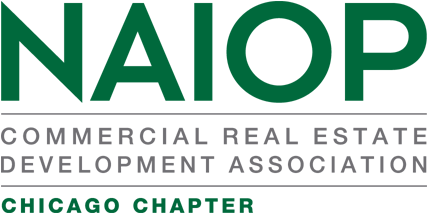 NAIOP
COMMERCIAL REAL ESTATE
DEVELOPMENT ASSOCIATION
CHICAGO CHAPTER